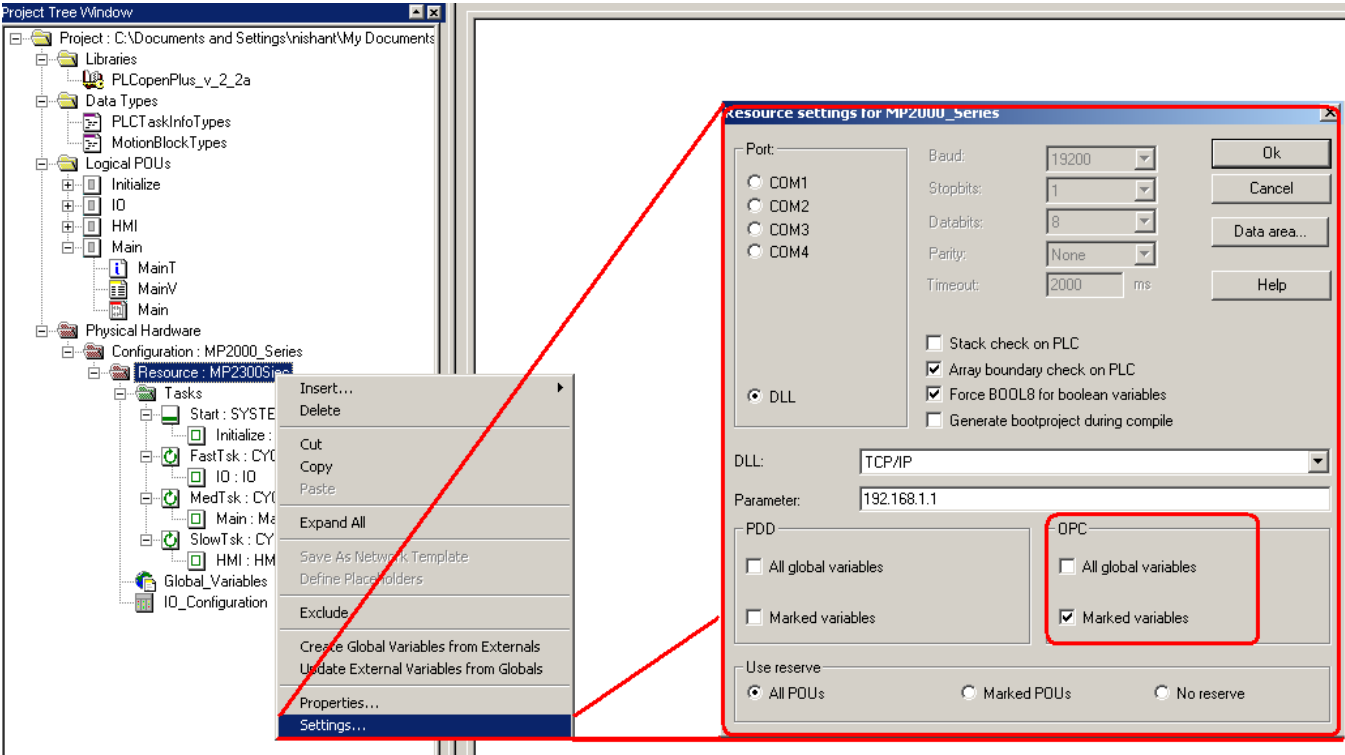 Project Tree Window
Project : C:\Documents and Settings\nishant\My Documents
Libraries
PLCopenPlus_v_2_2a
Data Types
PLCTaskInfoTypes
MotionBlockTypes
Logical POUs
Initialize
IO
HMI
Main
MainT
MainV
Main
Physical Hardware
Configuration : MP2000_Series
Resource : MP2300Siec
Tasks
Start : SYSTE
Initialize :
FastTsk : CYC
IO : IO
MedTsk : CYC
Main : Ma
SlowTsk : CY
HMI : HM
Global_Variables
IO_Configuration
Insert...
Delete
Cut
Copy
Paste
Expand All
Save As Network Template
Define Placeholders
Exclude
Create Global Variables from Externals
Update External Variables from Globals
Properties...
Settings...
Resource settings for MP2000_Series
Port:
COM1
COM2
COM3
COM4
DLL
Baud: 19200
Stopbits: 1
Databits: 8
Parity: None
Timeout: 2000 ms
Ok
Cancel
Data area...
Help
Stack check on PLC
Array boundary check on PLC
Force BOOL8 for boolean variables
Generate bootproject during compile
DLL: TCP/IP
Parameter: 192.168.1.1
PDD
All global variables
Marked variables
OPC
All global variables
Marked variables
Use reserve
All POUs Marked POUs No reserve